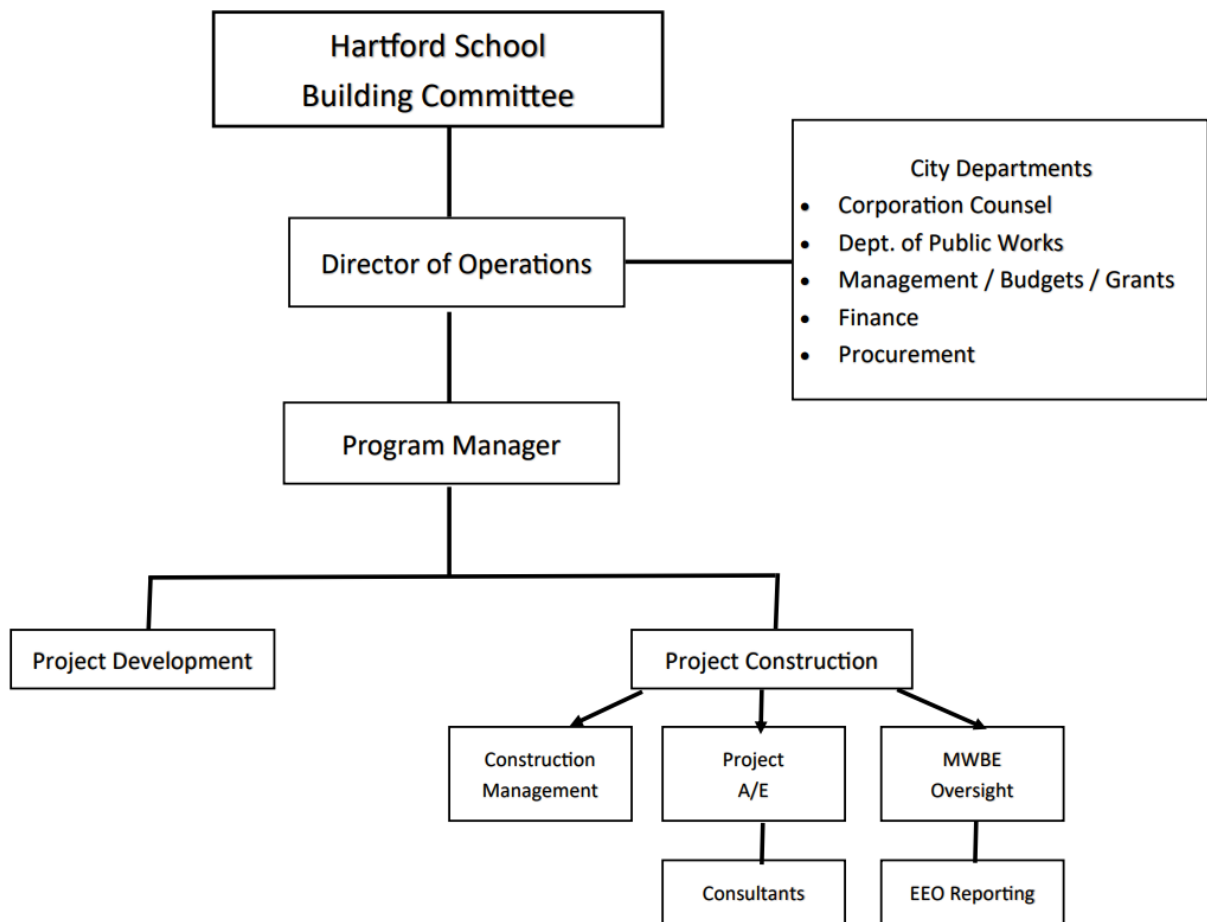 Hartford School
Building Committee
City Departments
• Corporation Counsel
• Dept. of Public Works
• Management / Budgets / Grants
• Finance
• Procurement
Director of Operations
Program Manager
Project Development
Project Construction
Construction
Management
Project
A/E
MWBE
Oversight
Consultants
EEO Reporting